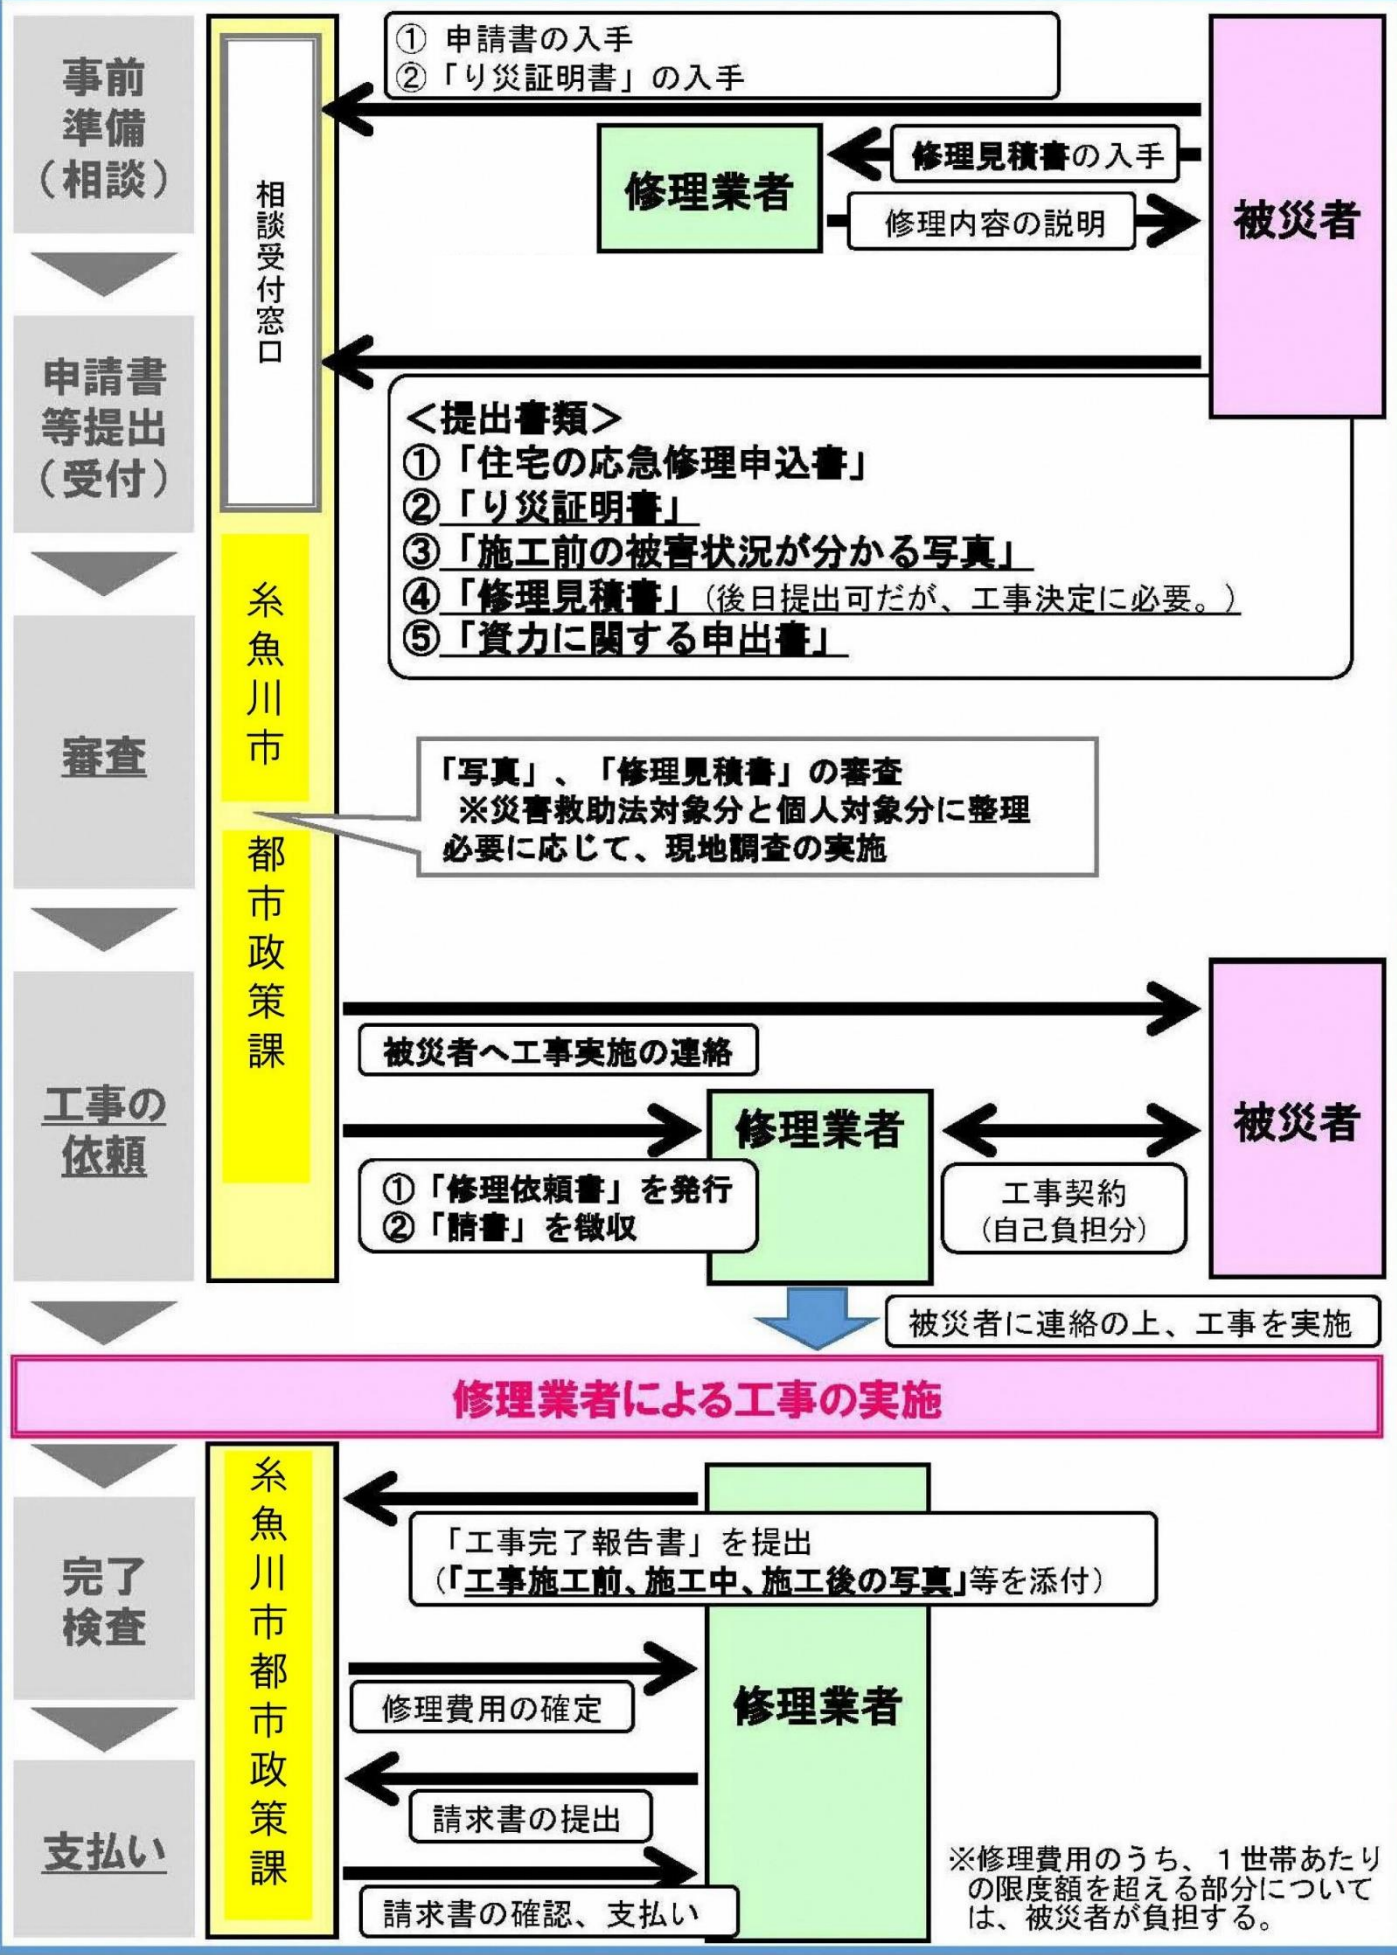 事前
準備
（相談）
① 申請書の入手
②「り災証明書」の入手
修理見積書の入手
修理業者
修理内容の説明
被災者
相談受付窓口
申請書
等提出
（受付）
＜提出書類＞
①「住宅の応急修理申込書」
②「り災証明書」
③「施工前の被害状況が分かる写真」
④「修理見積書」（後日提出可だが、工事決定に必要。）
⑤「資力に関する申出書」
糸魚川市
都市政策課
審査
「写真」、「修理見積書」の審査
※災害救助法対象分と個人対象分に整理
必要に応じて、現地調査の実施
工事の
依頼
被災者へ工事実施の連絡
修理業者
被災者
①「修理依頼書」を発行
②「請書」を徴収
工事契約
（自己負担分）
被災者に連絡の上、工事を実施
修理業者による工事の実施
糸魚川市都市政策課
完了
検査
「工事完了報告書」を提出
（「工事施工前、施工中、施工後の写真」等を添付）
修理費用の確定
修理業者
支払い
請求書の提出
請求書の確認、支払い
※修理費用のうち、１世帯あたり
の限度額を超える部分について
は、被災者が負担する。